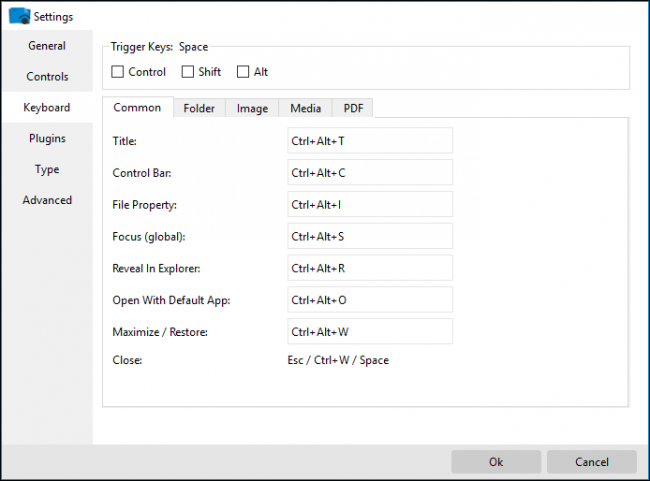 Settings
General
Controls
Keyboard
Plugins
Type
Advanced
Trigger Keys: Space
Control Shift Alt
Common Folder Image Media PDF
Title: Ctrl+Alt+T
Control Bar: Ctrl+Alt+C
File Property: Ctrl+Alt+I
Focus (global): Ctrl+Alt+S
Reveal In Explorer: Ctrl+Alt+R
Open With Default App: Ctrl+Alt+O
Maximize / Restore: Ctrl+Alt+W
Close: Esc / Ctrl+W / Space
Ok Cancel